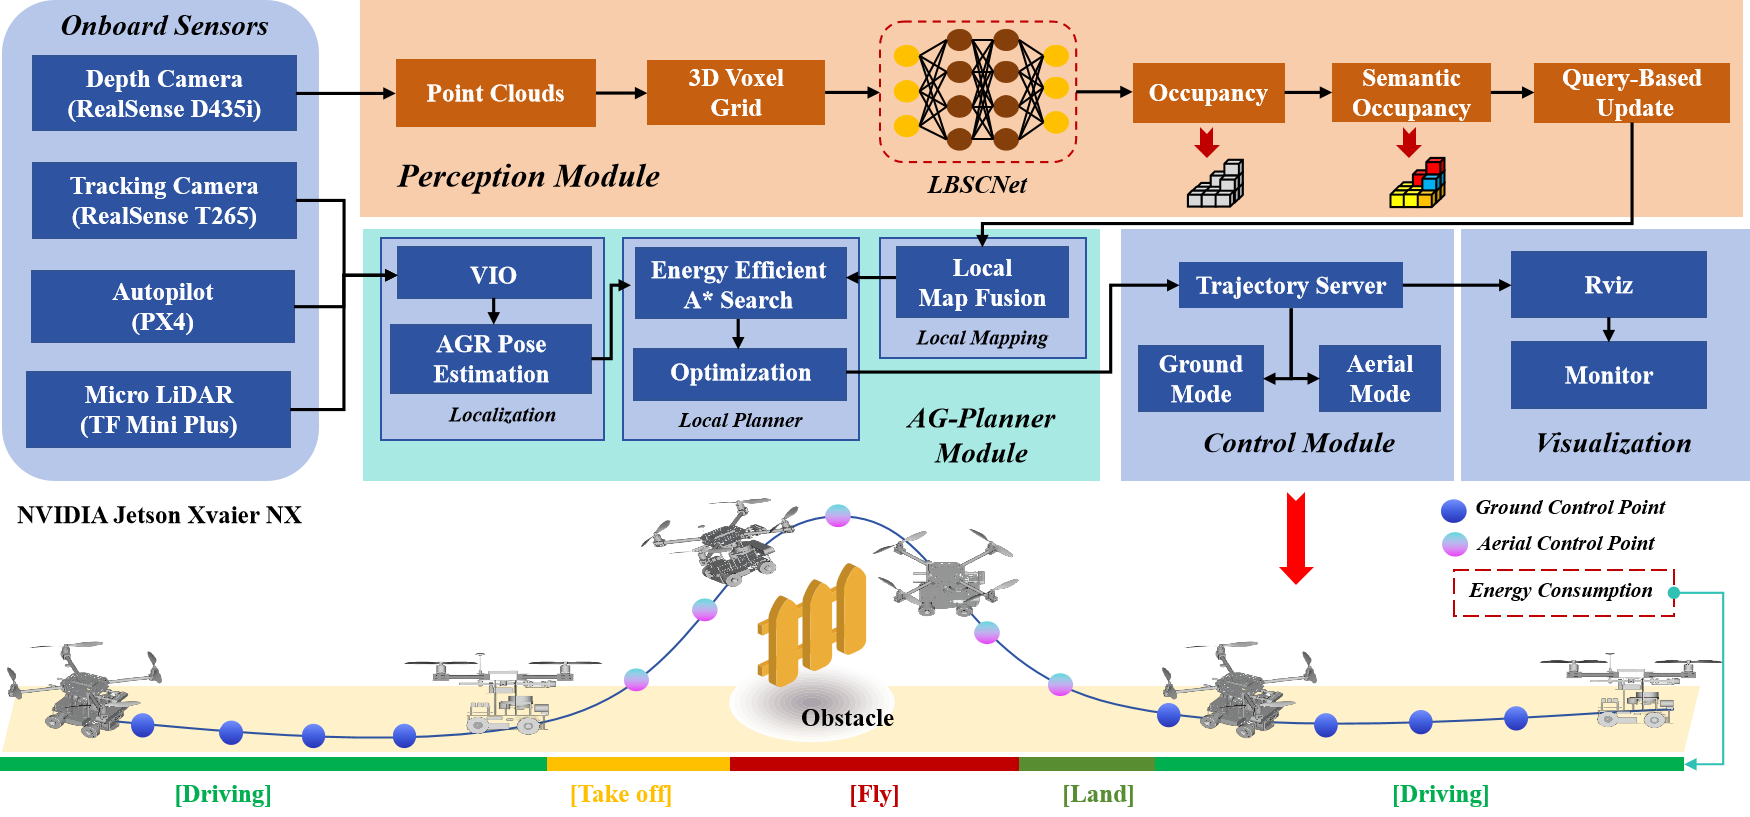 Onboard Sensors
Depth Camera
(RealSense D435i)
Tracking Camera
(RealSense T265)
Autopilot
(PX4)
Micro LiDAR
(TF Mini Plus)
NVIDIA Jetson Xvaier NX
Point Clouds
3D Voxel
Grid
LBSCNet
Occupancy
Semantic
Occupancy
Query-Based
Update
Perception Module
VIO
AGR Pose
Estimation
Localization
Energy Efficient
A* Search
Optimization
Local Planner
Local
Map Fusion
Local Mapping
AG-Planner
Module
Trajectory Server
Ground
Mode
Aerial
Mode
Control Module
Rviz
Monitor
Visualization
Ground Control Point
Aerial Control Point
Energy Consumption
Obstacle
[Driving]
[Take off]
[Fly]
[Land]
[Driving]